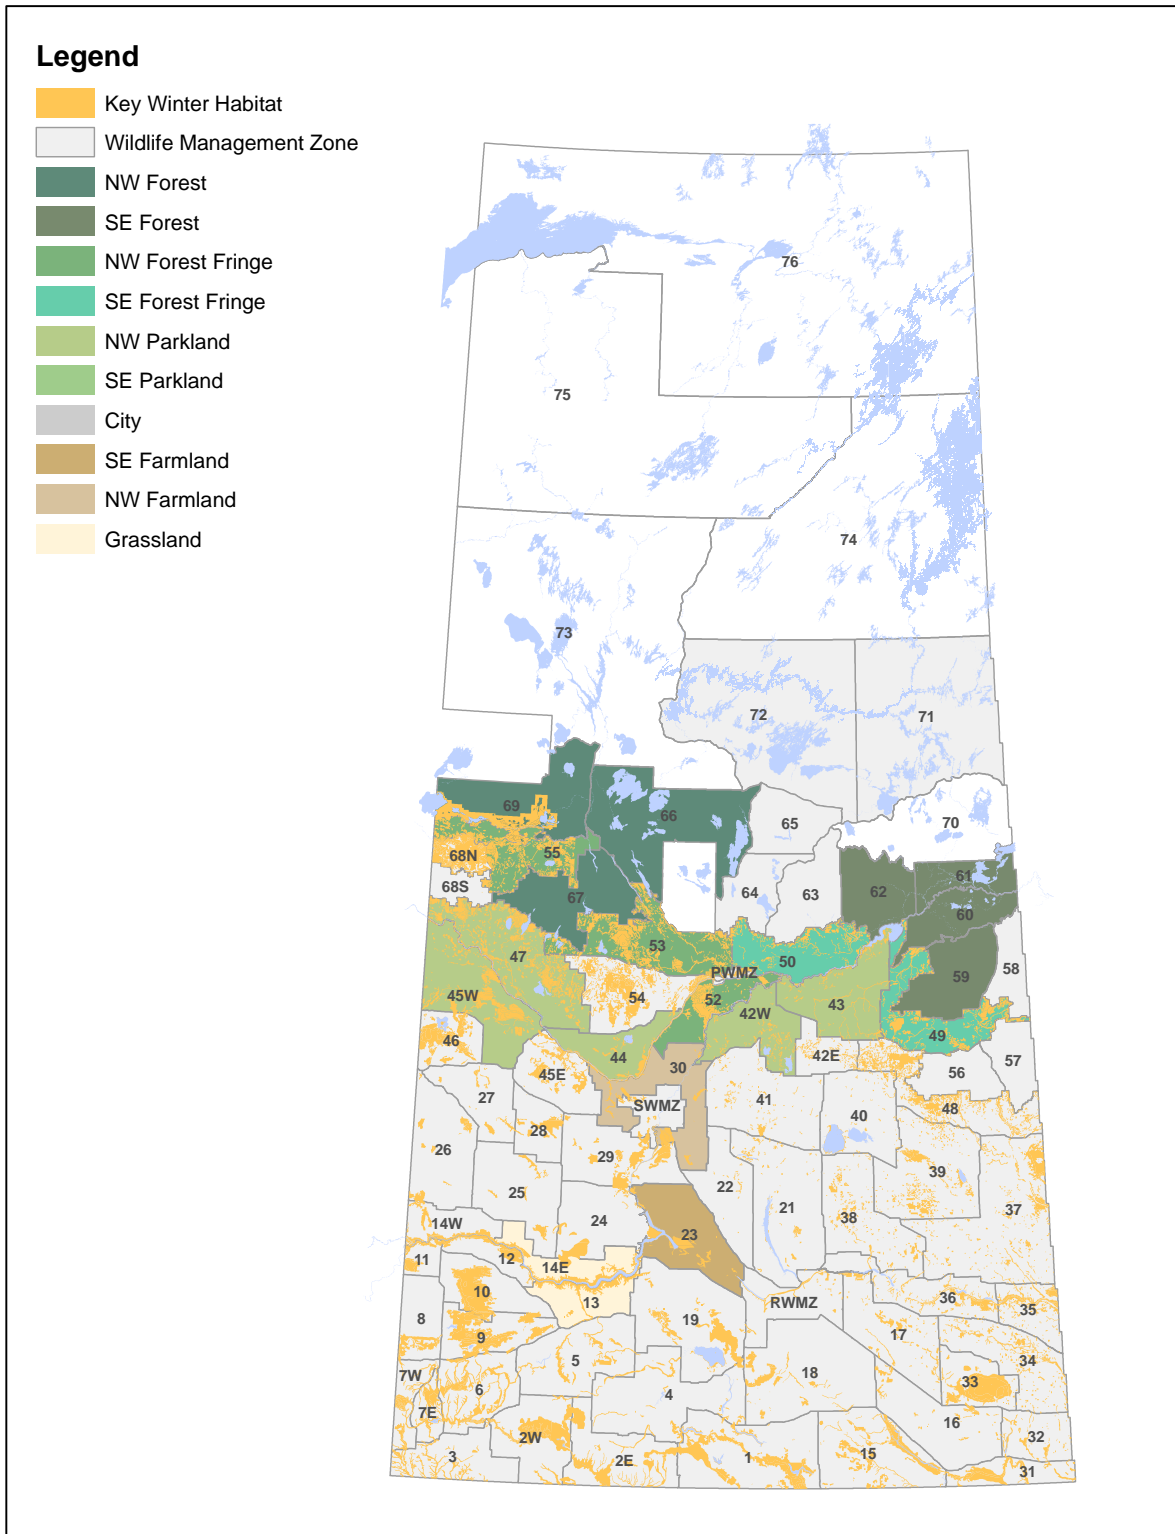 Legend
Key Winter Habitat
Wildlife Management Zone
NW Forest
SE Forest
NW Forest Fringe
SE Forest Fringe
NW Parkland
SE Parkland
City
SE Farmland
NW Farmland
Grassland
76
75
74
73
72
71
69
66
65
70
68N
55
68S
67
64
63
62
61
60
47
53
50
59
58
PWMZ
45W
54
52
42W
43
46
44
30
42E
49
57
45E
56
27
SWMZ
41
40
48
28
26
29
39
25
22
21
37
24
38
14W
23
11
12
14E
10
13
RWMZ
36
35
8
9
19
17
5
34
7W
6
4
18
33
7E
16
2W
32
3
2E
1
15
31